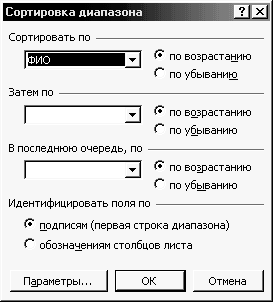 Сортировка диапазона
Сортировать по
ФИО
по возрастанию
по убыванию
Затем по
по возрастанию
по убыванию
В последнюю очередь, по
по возрастанию
по убыванию
Идентифицировать поля по
подписям (первая строка диапазона)
обозначениям столбцов листа
Параметры... ОК Отмена